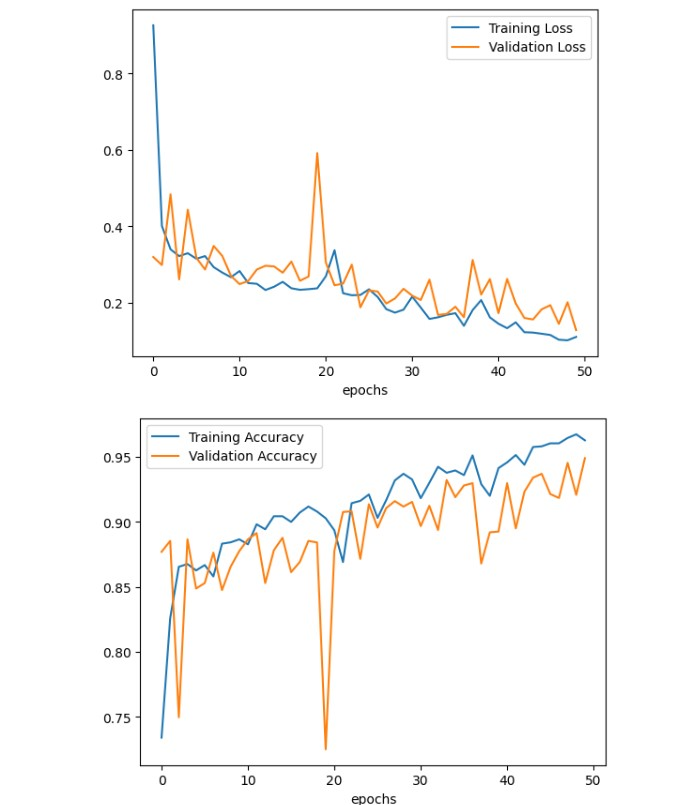 Training Loss
Validation Loss
0.8
0.6
0.4
0.2
0 10 20 30 40 50
epochs
Training Accuracy
Validation Accuracy
0.95
0.90
0.85
0.80
0.75
0 10 20 30 40 50
epochs